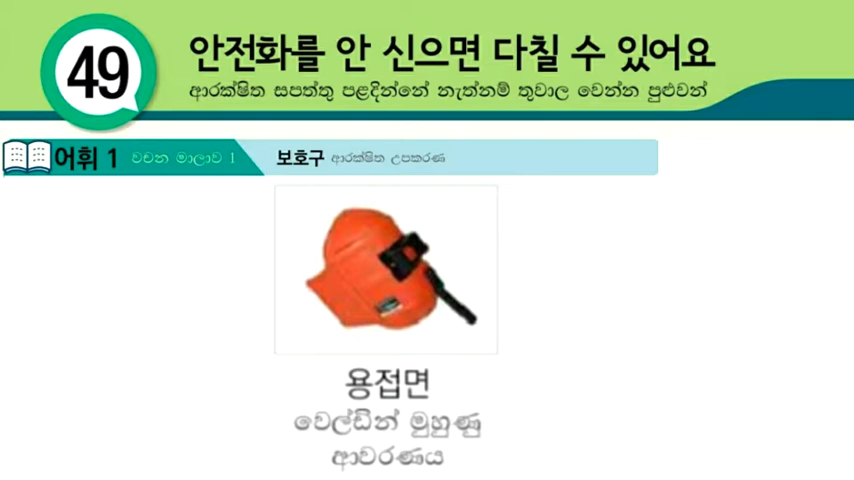 49
안전화를 안 신으면 다칠 수 있어요
ආරක්ෂිත සපත්තු පළදින්නේ නැත්නම් තුවාල වෙන්න පුළුවන්
어휘 1 වචන මාලාව 1 보호구 ආරක්ෂිත උපකරණ
용접면
වෙල්ඩින් මුහුණු
ආවරණය